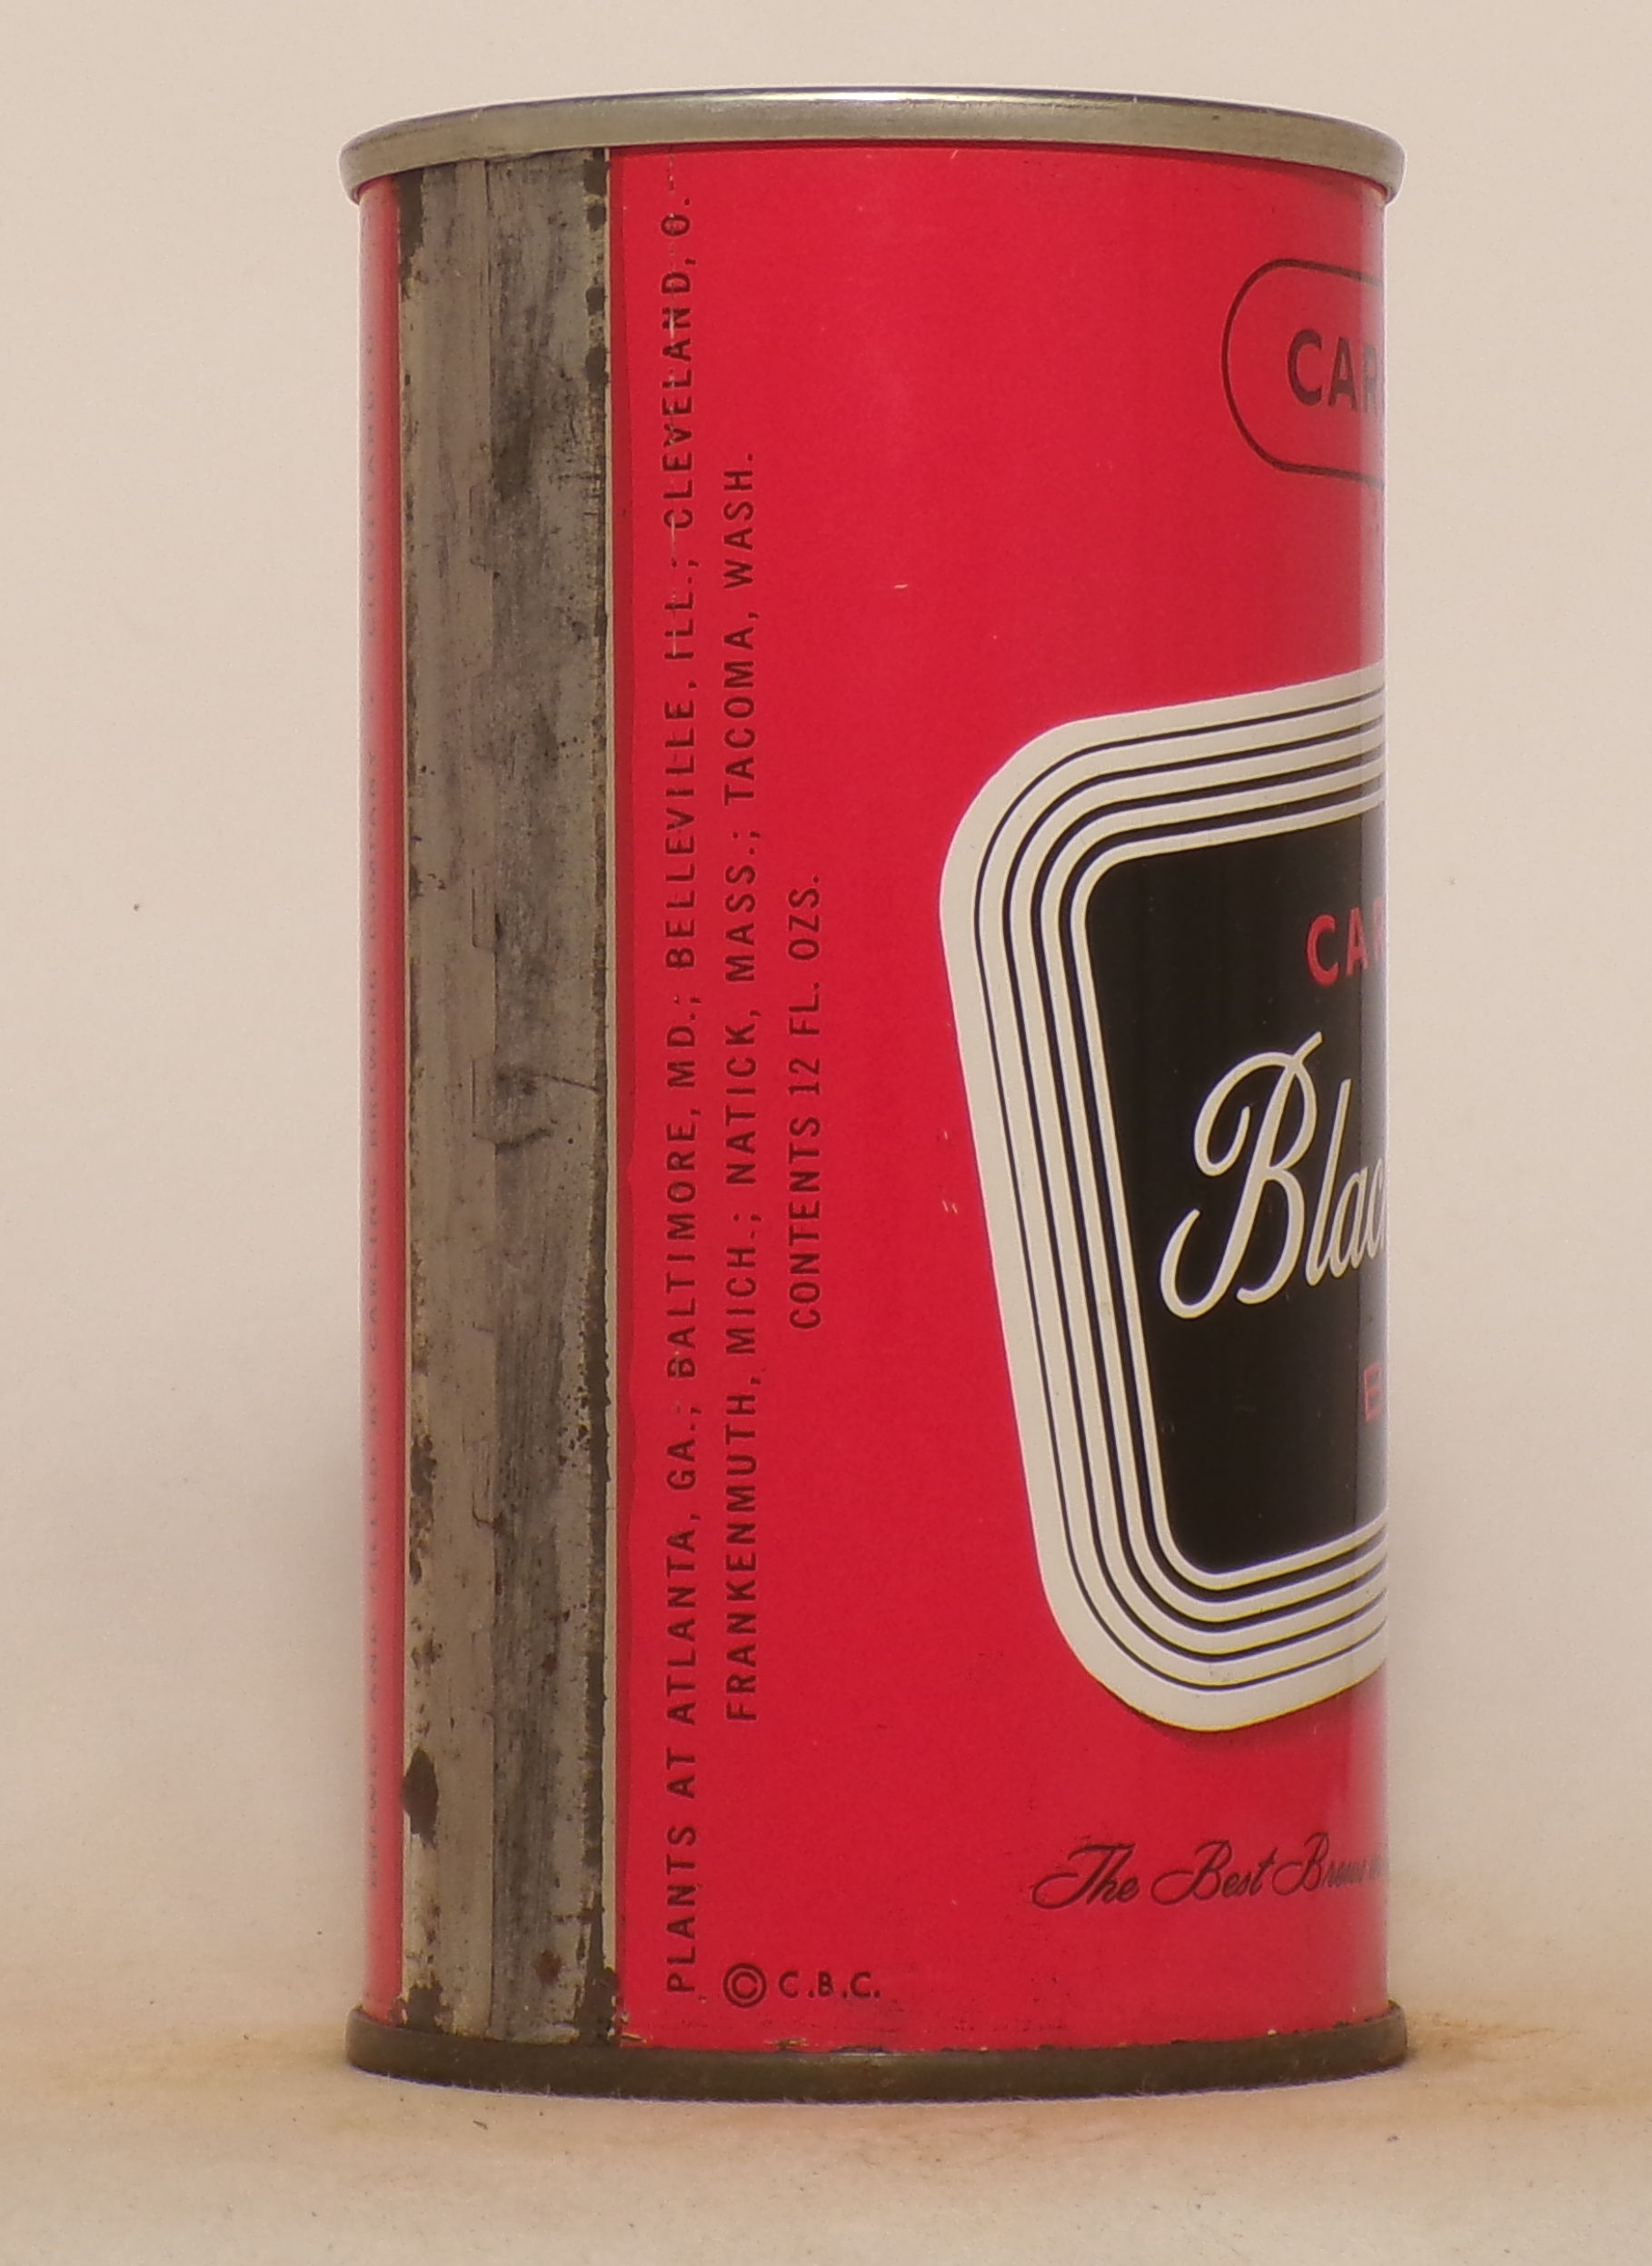 PLANTS AT ATLANTA, GA.; BALTIMORE, MD.; BELLEVILLE, ILL.; CLEVELAND, O.
FRANKENMUTH, MICH.; NATICK, MASS.; TACOMA, WASH.
CONTENTS 12 FL. OZS.
© C.B.C.
CAR
CAR
Blac
B
The Best Brews